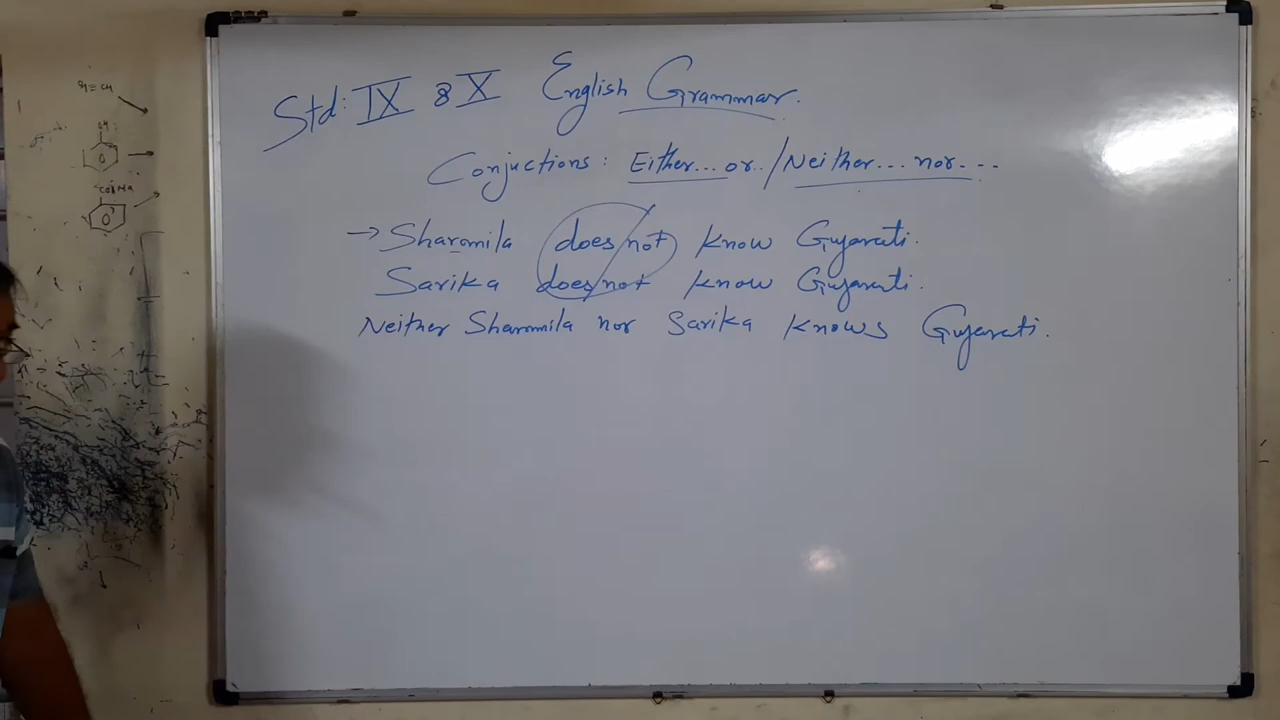 Std: IX & X English Grammar.
Conjuctions: Either...or../Neither...nor...
→ Sharmila does not know Gujarati.
Sarika does not know Gujarati.
Neither Sharmila nor Sarika knows Gujarati.